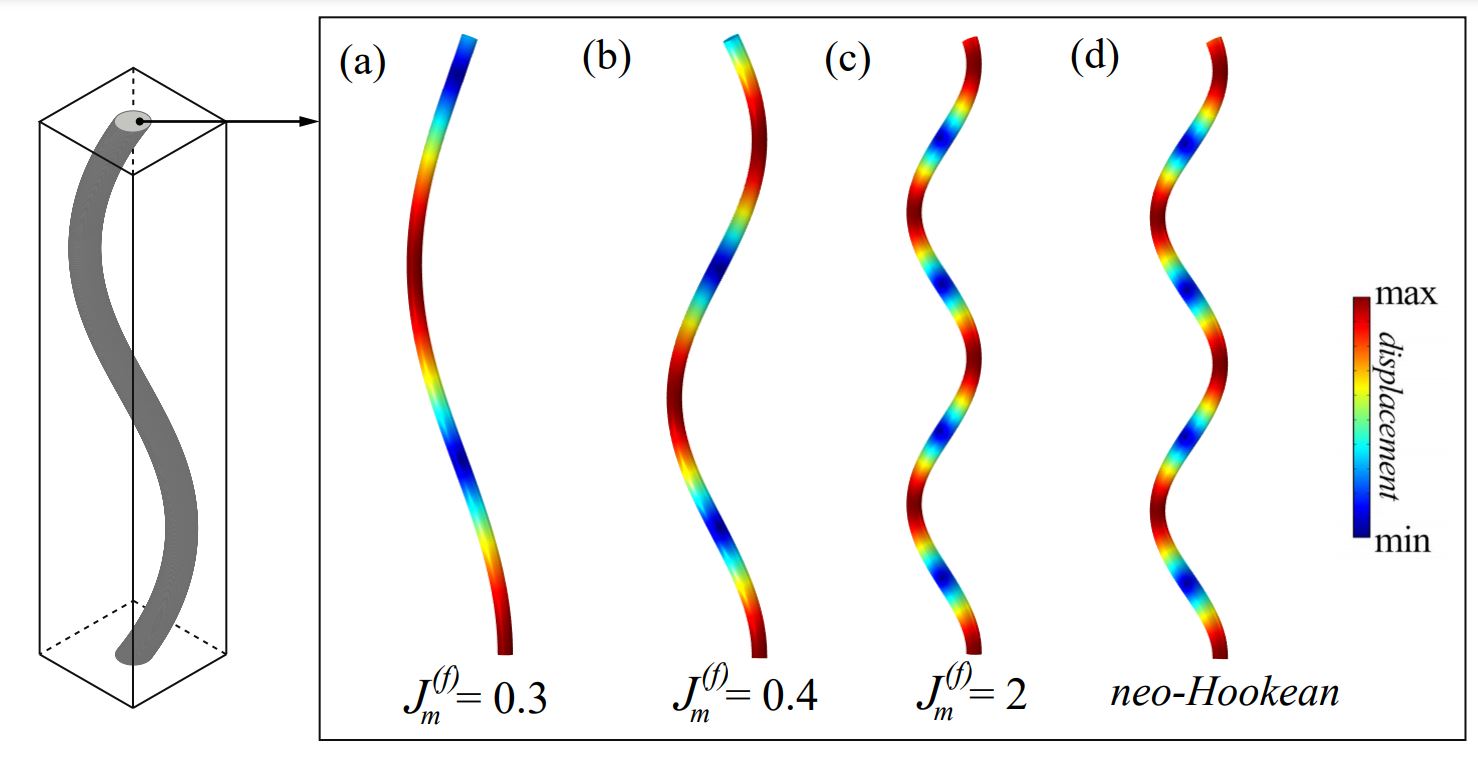 (a)
(b)
(c)
(d)
max
displacement
min
J_m^{(f)} = 0.3
J_m^{(f)} = 0.4
J_m^{(f)} = 2
neo-Hookean